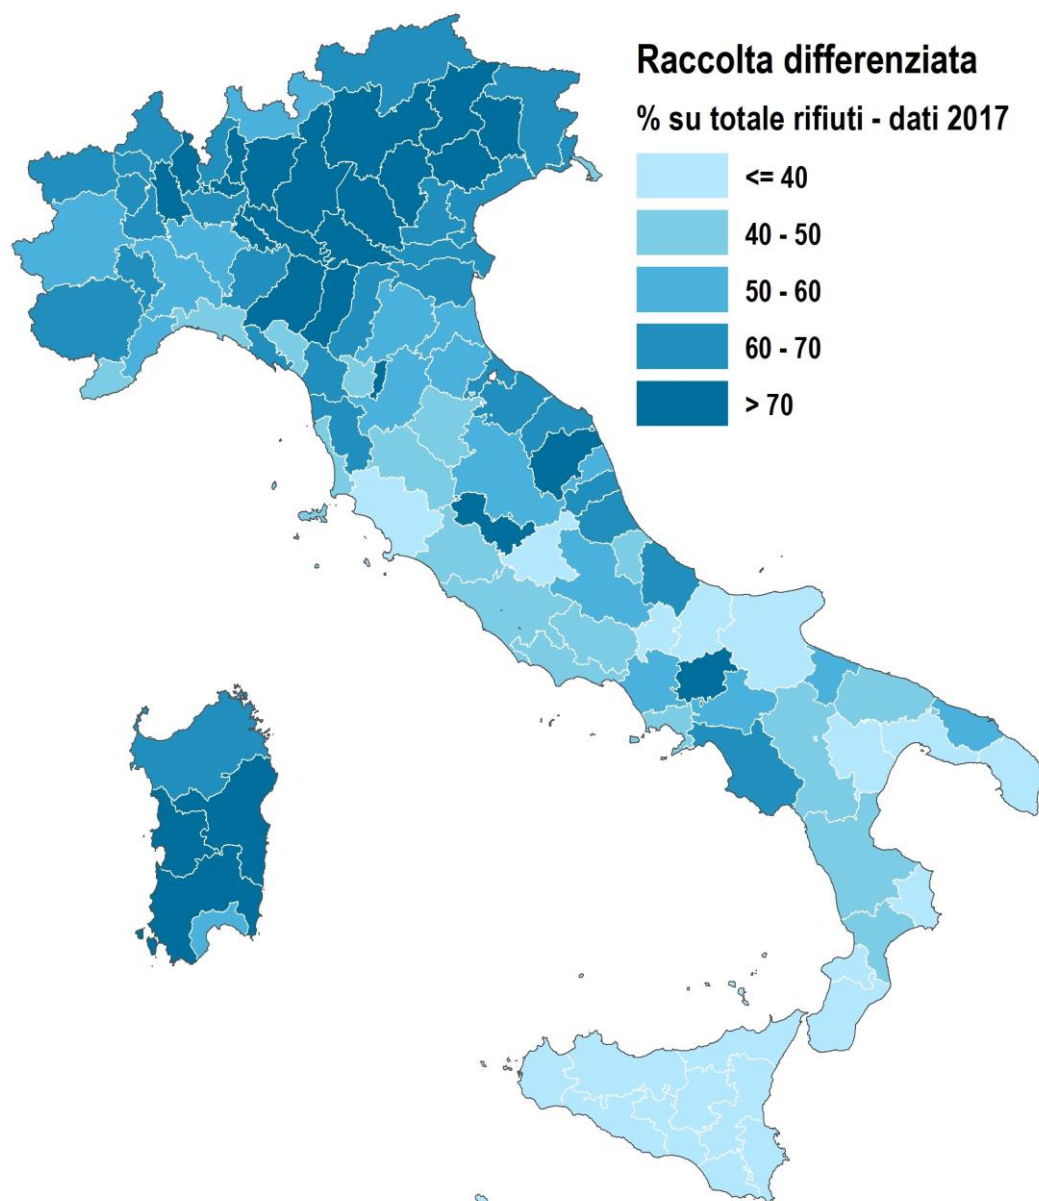 Raccolta differenziata
% su totale rifiuti - dati 2017
<= 40
40 - 50
50 - 60
60 - 70
> 70